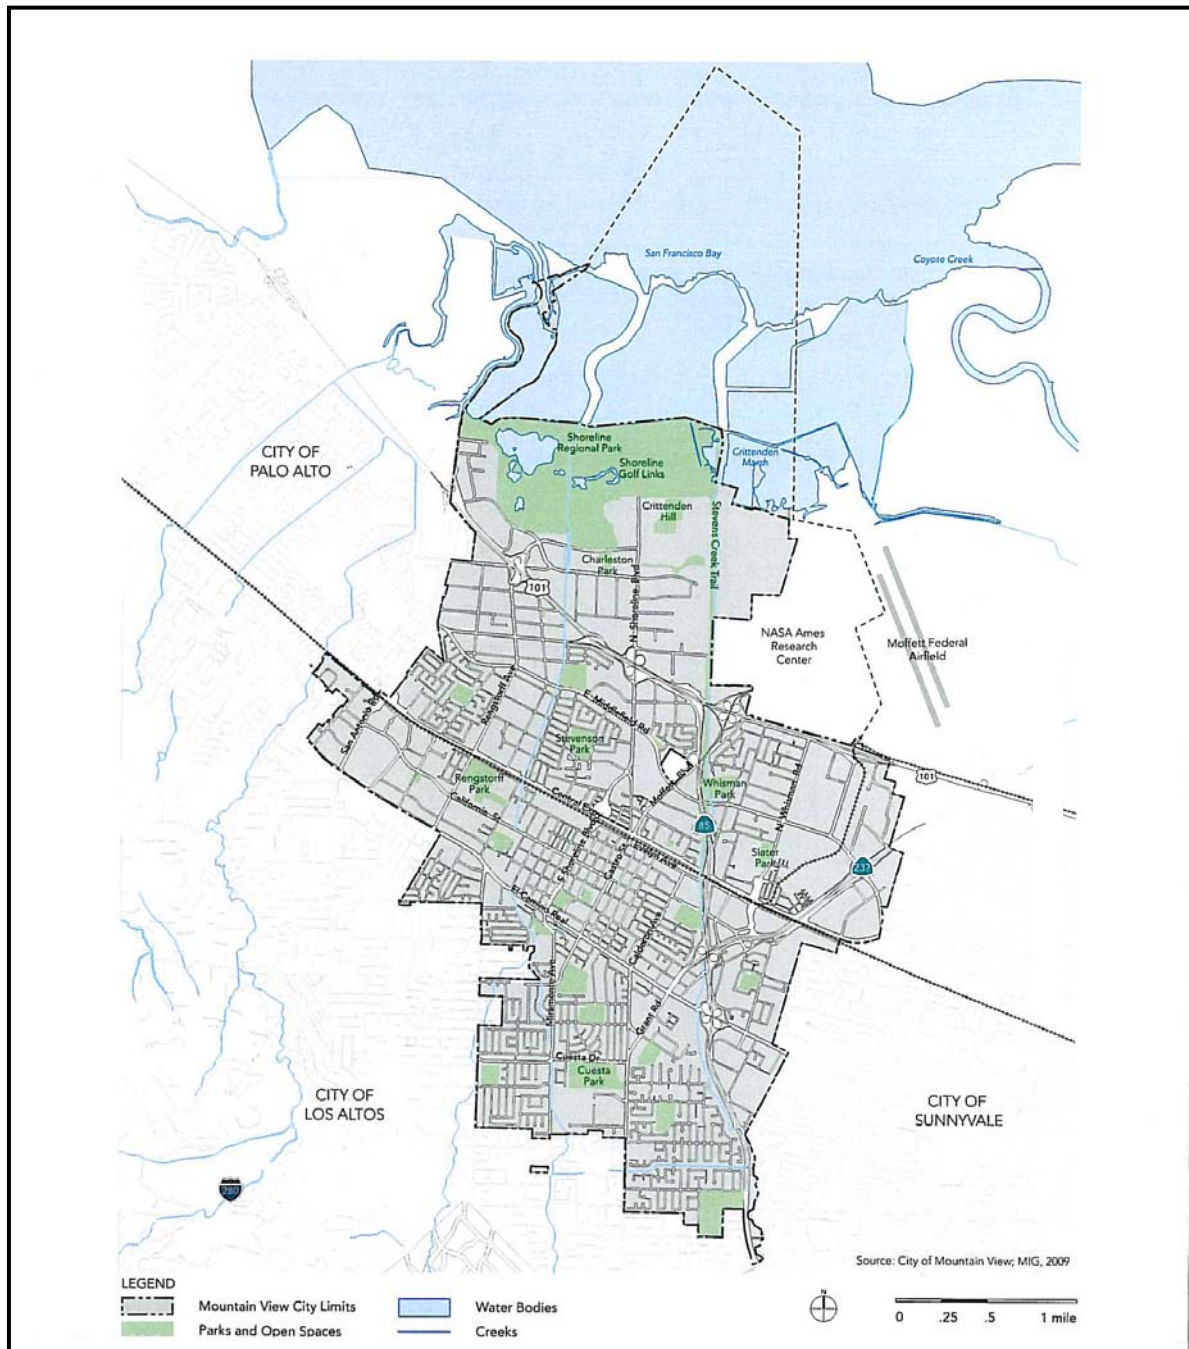 San Francisco Bay
Coyote Creek
CITY OF
PALO ALTO
Shoreline
Regional Park
Shoreline
Golf Links
Crittenden
Marsh
Crittenden
Hill
Stevens Creek Trail
Charleston
Park
101
N Shoreline Blvd
NASA Ames
Research
Center
Moffett Federal
Airfield
San Antonio Rd
Rengstorff Ave
E. Middlefield Rd
Stevenson
Park
Rengstorff
Park
California St
Central Expy
Moffett Blvd
Whisman
Park
N Whisman Rd
101
85
Slater
Park
237
S Shoreline Blvd
Castro St
Evelyn Ave
El Camino Real
Calderon Ave
Miramonte Ave
Grant Rd
Cuesta Dr
Cuesta
Park
CITY OF
LOS ALTOS
CITY OF
SUNNYVALE
280
Source: City of Mountain View; MIG, 2009
LEGEND
Mountain View City Limits
Parks and Open Spaces
Water Bodies
Creeks
N
0 .25 .5 1 mile